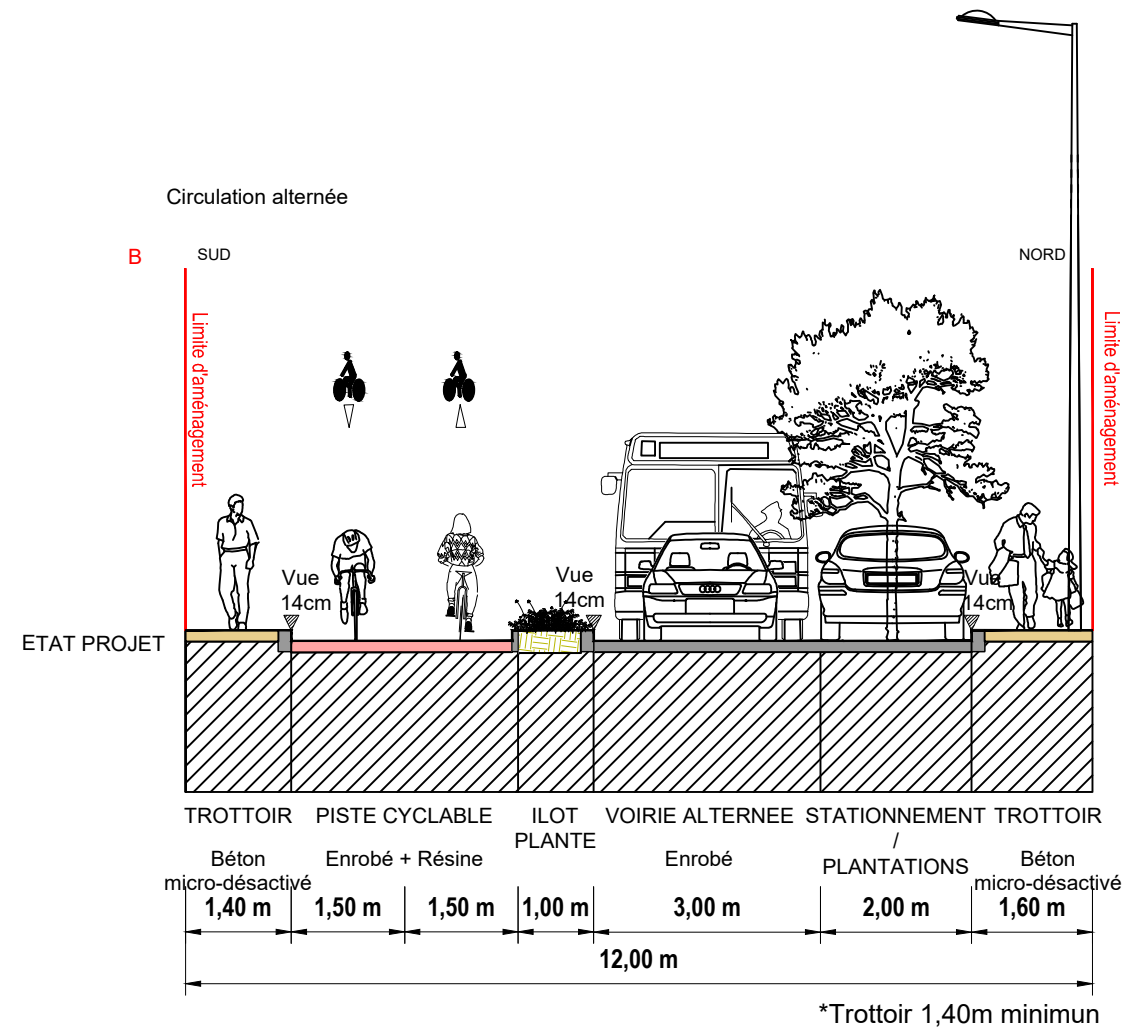 Circulation alternée
B
SUD
NORD
Limite d'aménagement
Limite d'aménagement
Vue
14cm
Vue
14cm
Vue
14cm
ETAT PROJET
TROTTOIR
PISTE CYCLABLE
ILOT
PLANTE
VOIRIE ALTERNEE
STATIONNEMENT
/
PLANTATIONS
TROTTOIR
Béton
micro-désactivé
Enrobé + Résine
Enrobé
Béton
micro-désactivé
1,40 m
1,50 m
1,50 m
1,00 m
3,00 m
2,00 m
1,60 m
12,00 m
*Trottoir 1,40m minimun